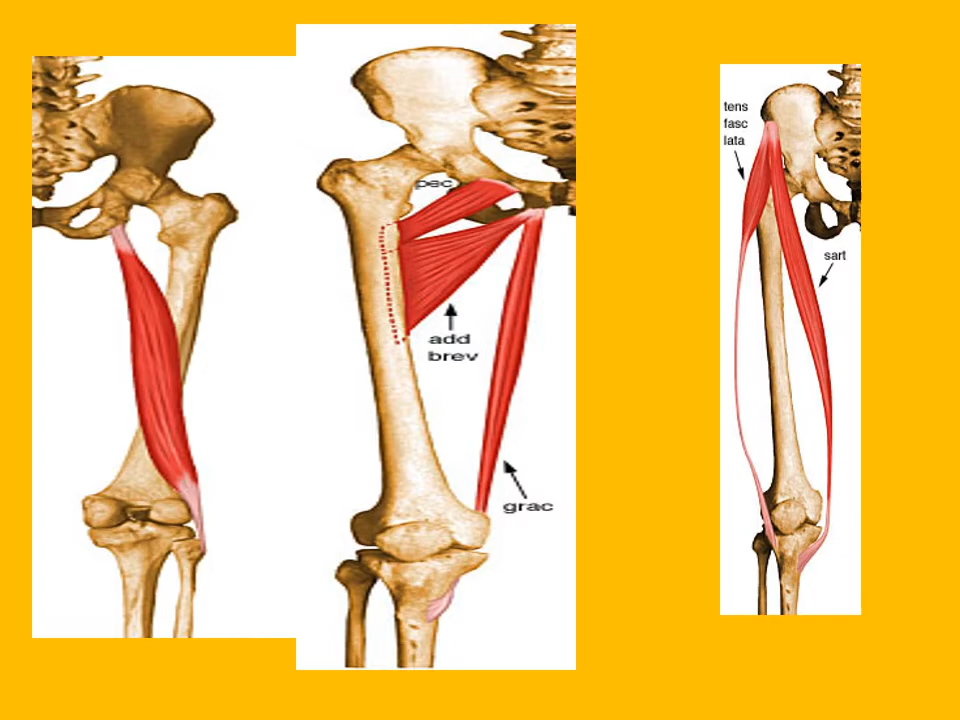 pec
add
brev
grac
tens
fasc
lata
sart